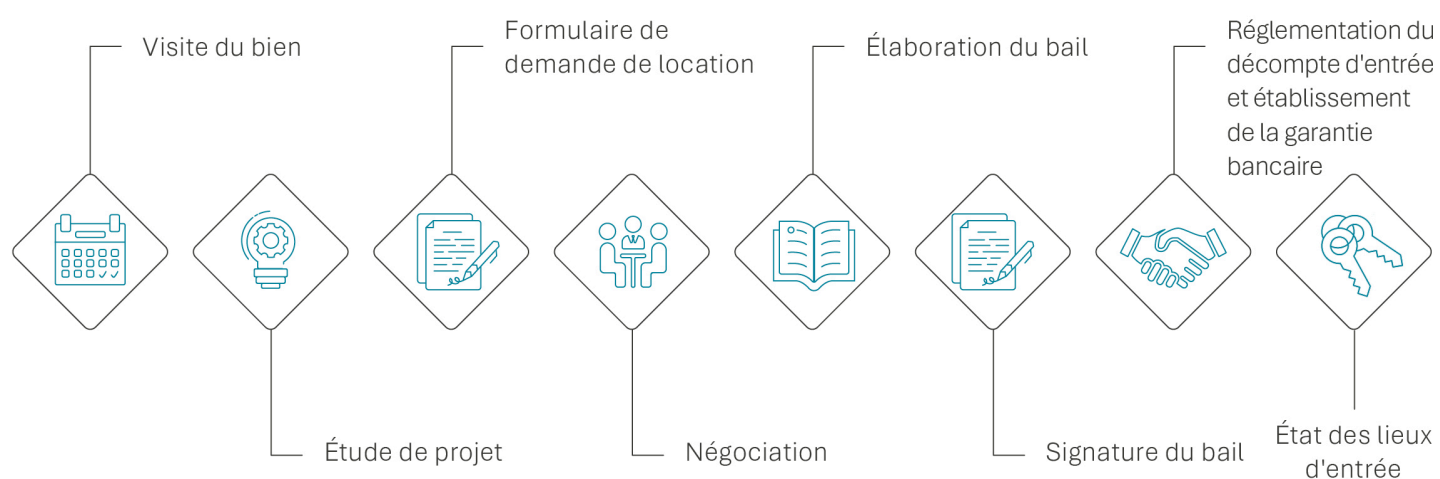 Visite du bien
Étude de projet
Formulaire de
demande de location
Négociation
Élaboration du bail
Signature du bail
Réglementation du
décompte d'entrée
et établissement
de la garantie
bancaire
État des lieux
d'entrée